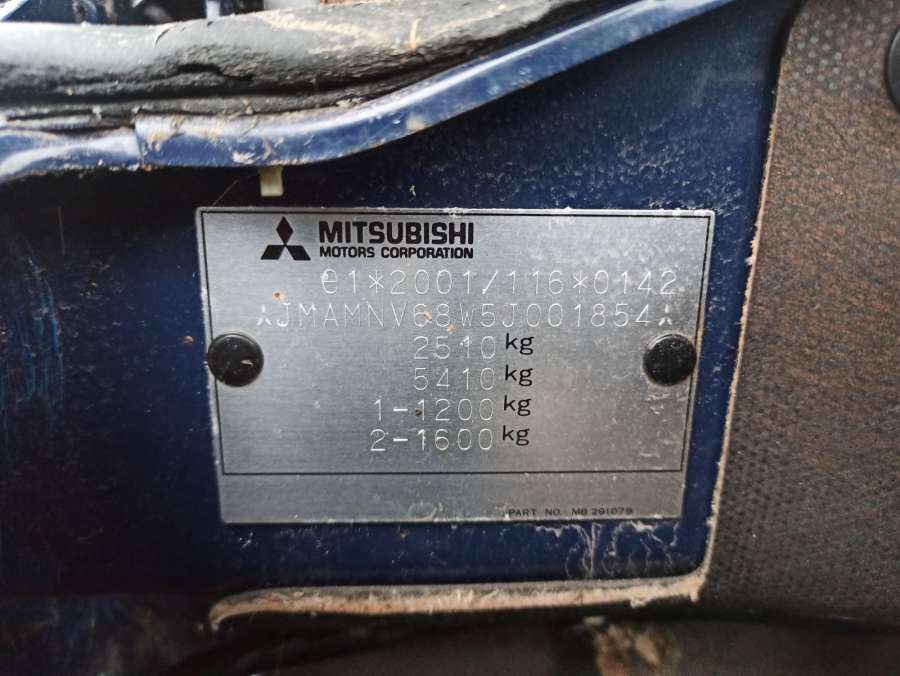 MITSUBISHI
MOTORS CORPORATION
e1*2001/116*0142
JMAMNV68W5J001854
2510 kg
5410 kg
1-1200 kg
2-1600 kg
PART NO. MB 291079